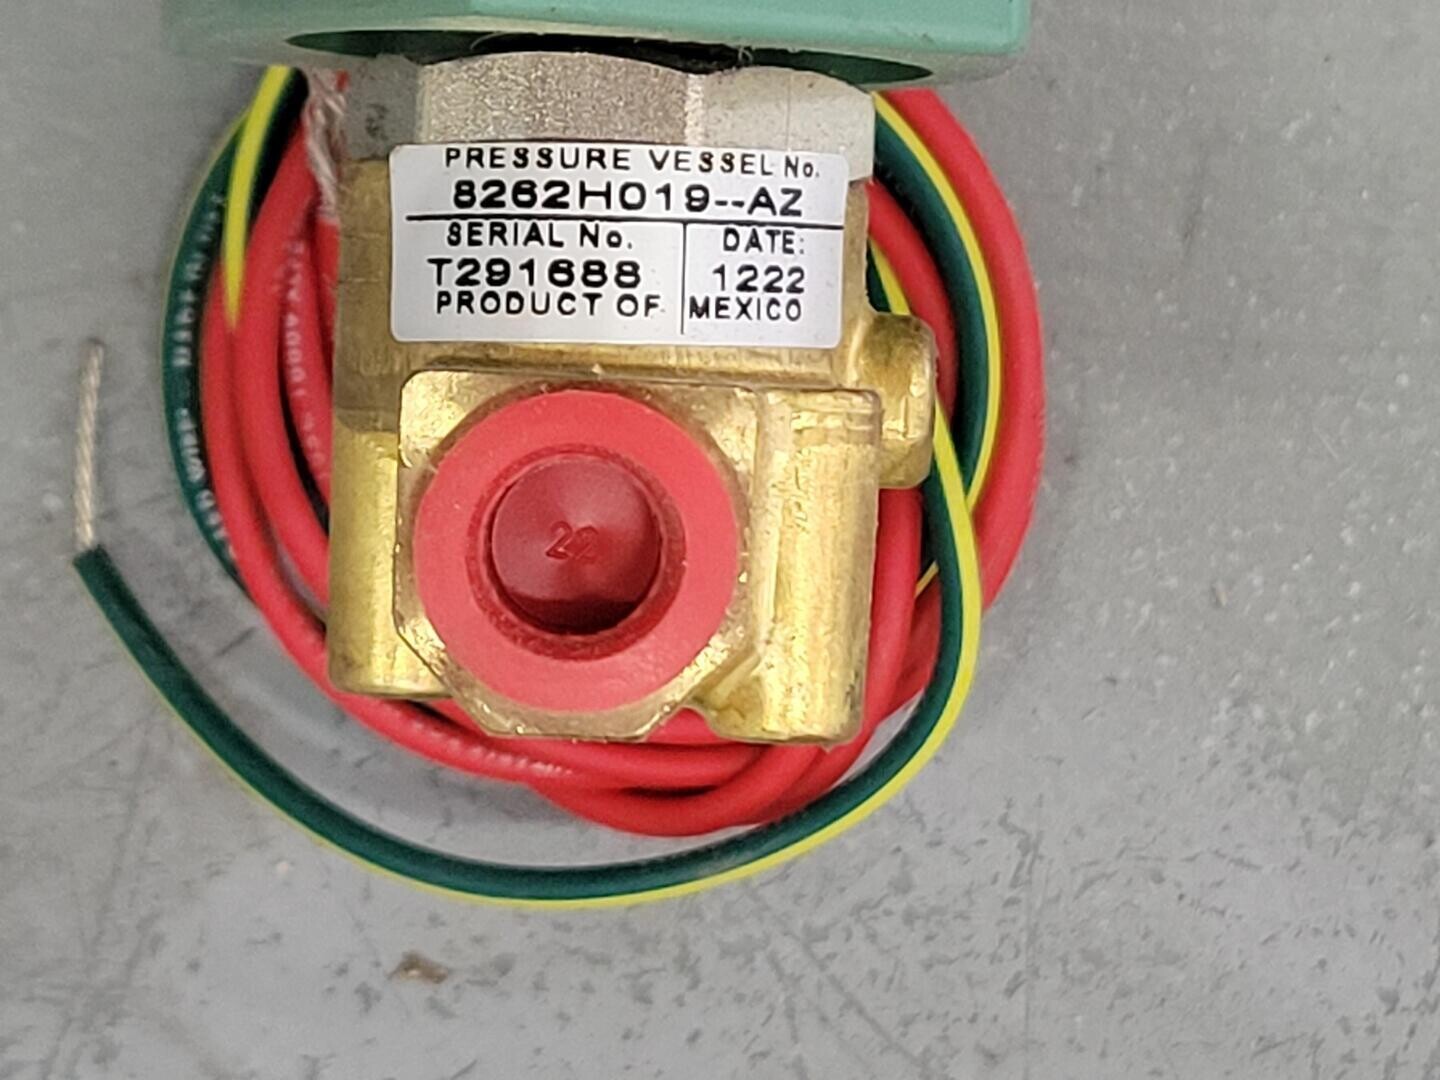 PRESSURE VESSEL No.
8262H019--AZ
SERIAL No.
DATE:
T291688
1222
PRODUCT OF MEXICO
22